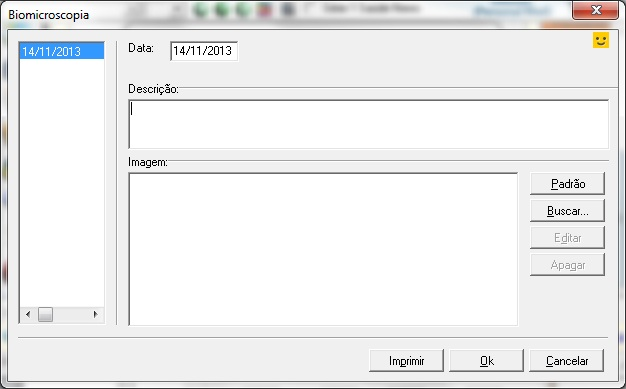 Biomicroscopia
14/11/2013
Data: 14/11/2013
Descrição:
Imagem:
Padrão
Buscar...
Editar
Apagar
Imprimir Ok Cancelar